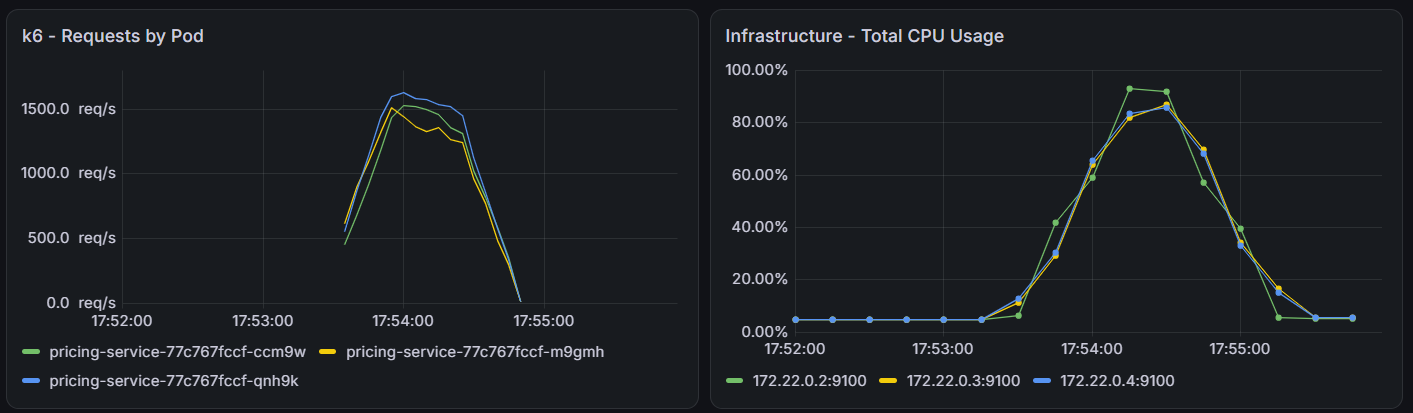 k6 - Requests by Pod
1500.0 req/s
1000.0 req/s
500.0 req/s
0.0 req/s
17:52:00 17:53:00 17:54:00 17:55:00
pricing-service-77c767fccf-ccm9w pricing-service-77c767fccf-m9gmh
pricing-service-77c767fccf-qnh9k
Infrastructure - Total CPU Usage
100.00%
80.00%
60.00%
40.00%
20.00%
0.00%
17:52:00 17:53:00 17:54:00 17:55:00
172.22.0.2:9100 172.22.0.3:9100 172.22.0.4:9100